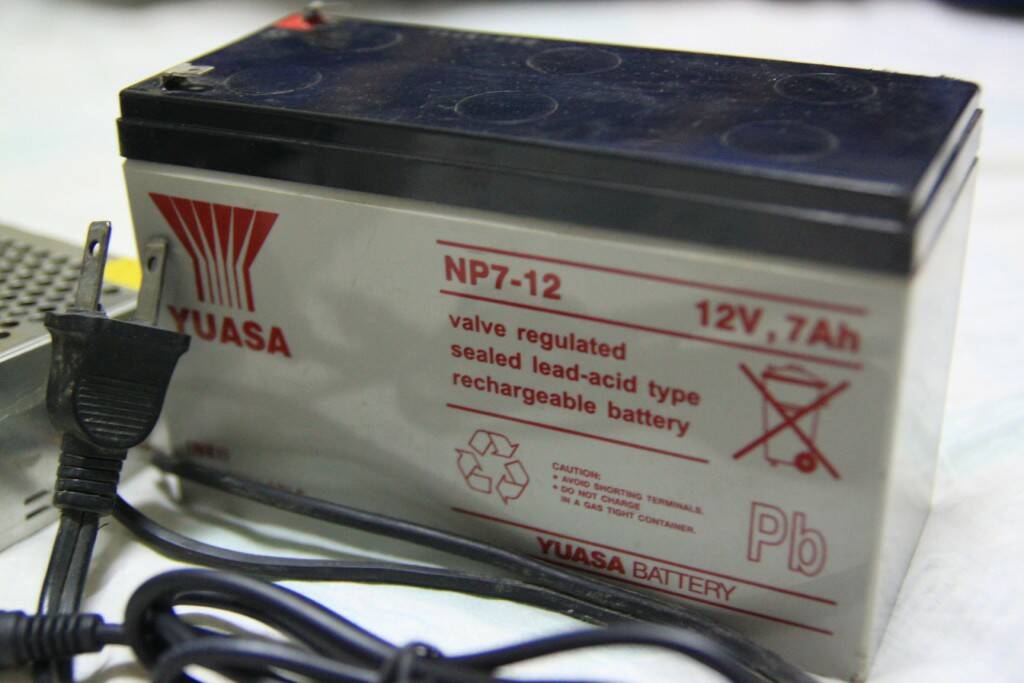 YUASA
NP7-12
12V, 7Ah
valve regulated
sealed lead-acid type
rechargeable battery
CAUTION:
• AVOID SHORTING TERMINALS.
• DO NOT CHARGE
IN A GAS TIGHT CONTAINER.
Pb
YUASA BATTERY